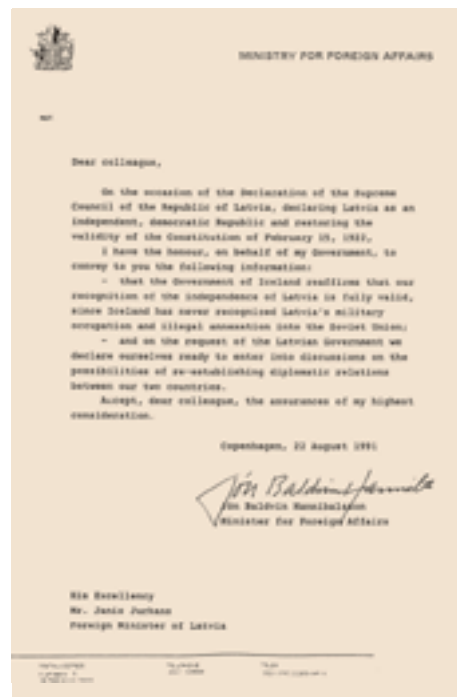 MINISTRY FOR FOREIGN AFFAIRS
Dear colleague,
On the occasion of the Declaration of the Supreme
Council of the Republic of Latvia, declaring Latvia as an
independent, democratic Republic and restoring the
validity of the Constitution of February 15, 1922,
I have the honour, on behalf of my Government, to
convey to you the following information:
- that the Government of Iceland reaffirms that our
recognition of the independence of Latvia is fully valid,
since Iceland has never recognized Latvia's military
occupation and illegal annexation into the Soviet Union;
- and on the request of the Latvian Government we
declare ourselves ready to enter into discussions on the
possibilities of re-establishing diplomatic relations
between our two countries.
Accept, dear colleague, the assurances of my highest
consideration.
Copenhagen, 22 August 1991
Jón Baldvin Hannibalsson
Jón Baldvin Hannibalsson
Minister for Foreign Affairs
His Excellency
Mr. Janis Jurkans
Foreign Minister of Latvia